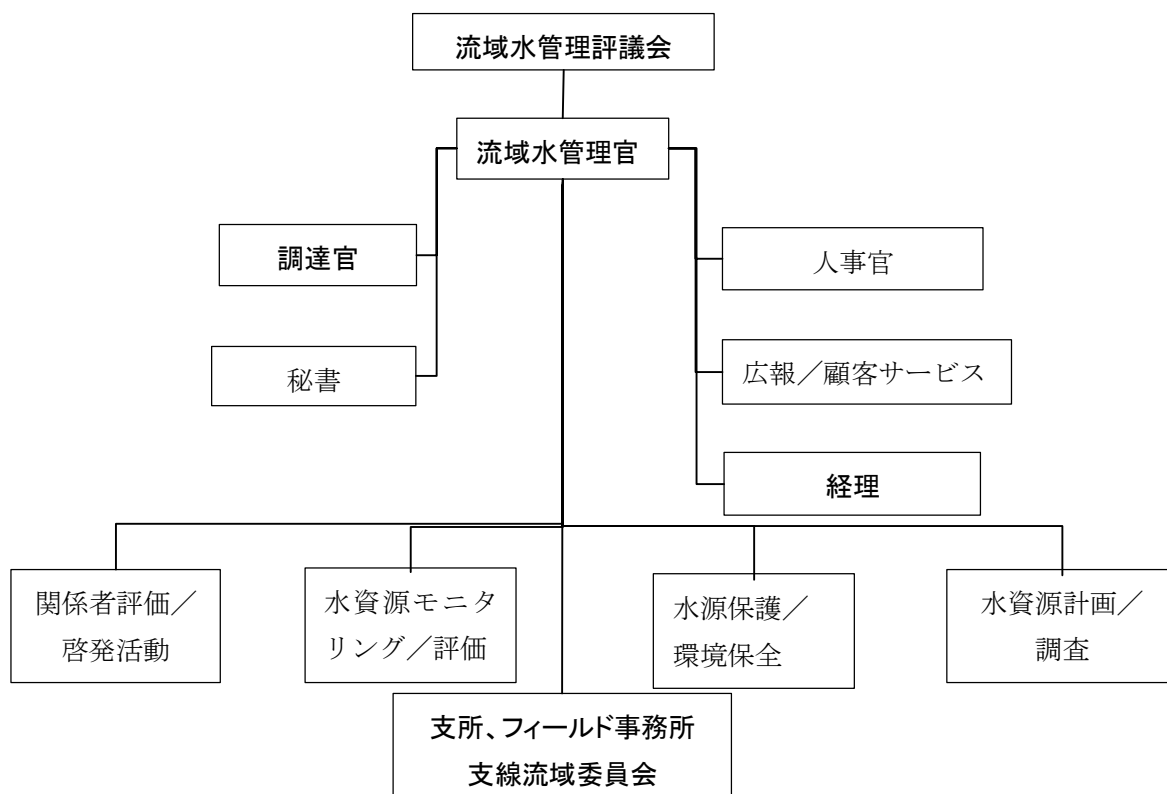 流域水管理評議会
流域水管理官
調達官
人事官
秘書
広報／顧客サービス
経理
関係者評価／
啓発活動
水資源モニタ
リング／評価
水源保護／
環境保全
水資源計画／
調査
支所、フィールド事務所
支線流域委員会